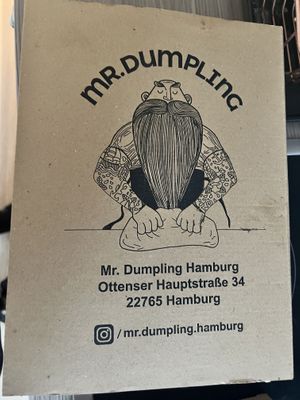 MR.DUMPLING
Mr. Dumpling Hamburg
Ottenser Hauptstraße 34
22765 Hamburg
/mr.dumpling.hamburg